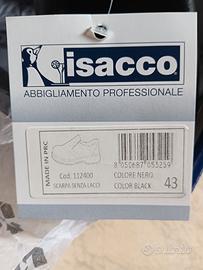 isacco
ABBIGLIAMENTO PROFESSIONALE
MADE IN PRC
8 050687 053259
Cod. 112400
COLORE NERO
SCARPA SENZA LACCI
COLOR BLACK
43
subito